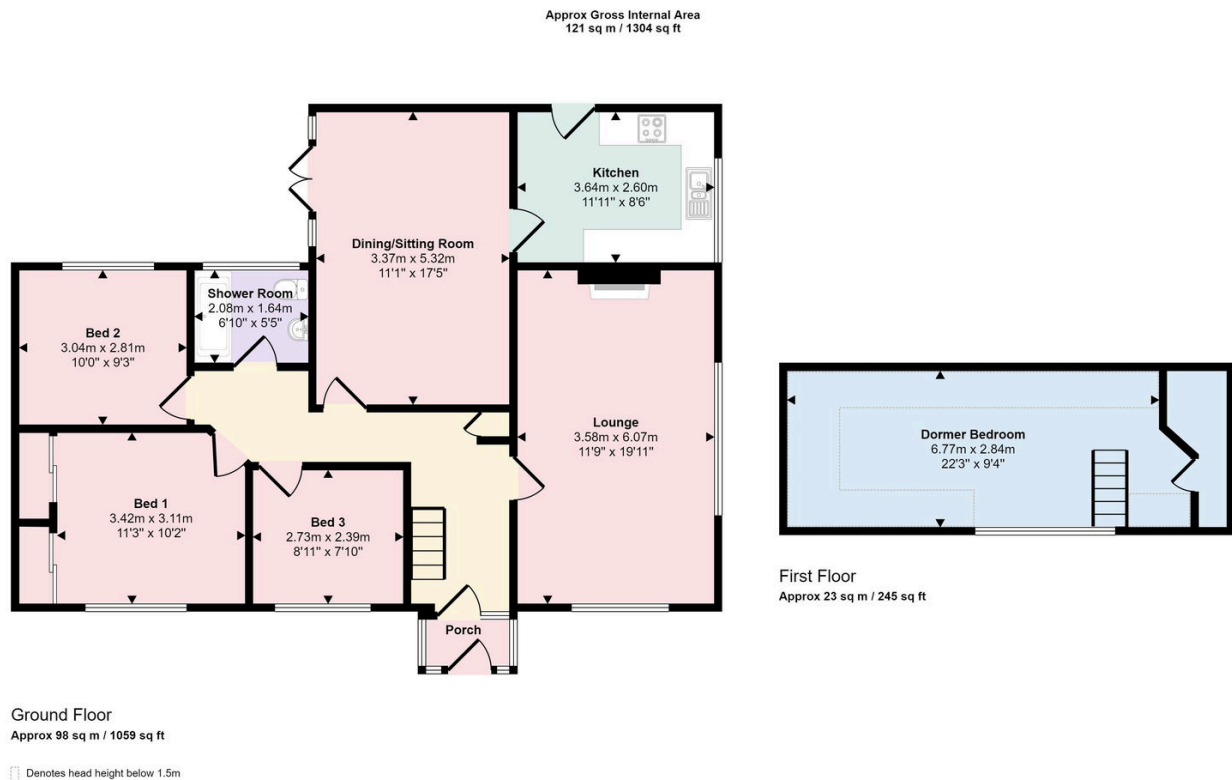 Approx Gross Internal Area
121 sq m / 1304 sq ft
Kitchen
3.64m x 2.60m
11'11" x 8'6"
Dining/Sitting Room
3.37m x 5.32m
11'1" x 17'5"
Shower Room
2.08m x 1.64m
6'10" x 5'5"
Bed 2
3.04m x 2.81m
10'0" x 9'3"
Lounge
3.58m x 6.07m
11'9" x 19'11"
Dormer Bedroom
6.77m x 2.84m
22'3" x 9'4"
Bed 1
3.42m x 3.11m
11'3" x 10'2"
Bed 3
2.73m x 2.39m
8'11" x 7'10"
Porch
First Floor
Approx 23 sq m / 245 sq ft
Ground Floor
Approx 98 sq m / 1059 sq ft
Denotes head height below 1.5m